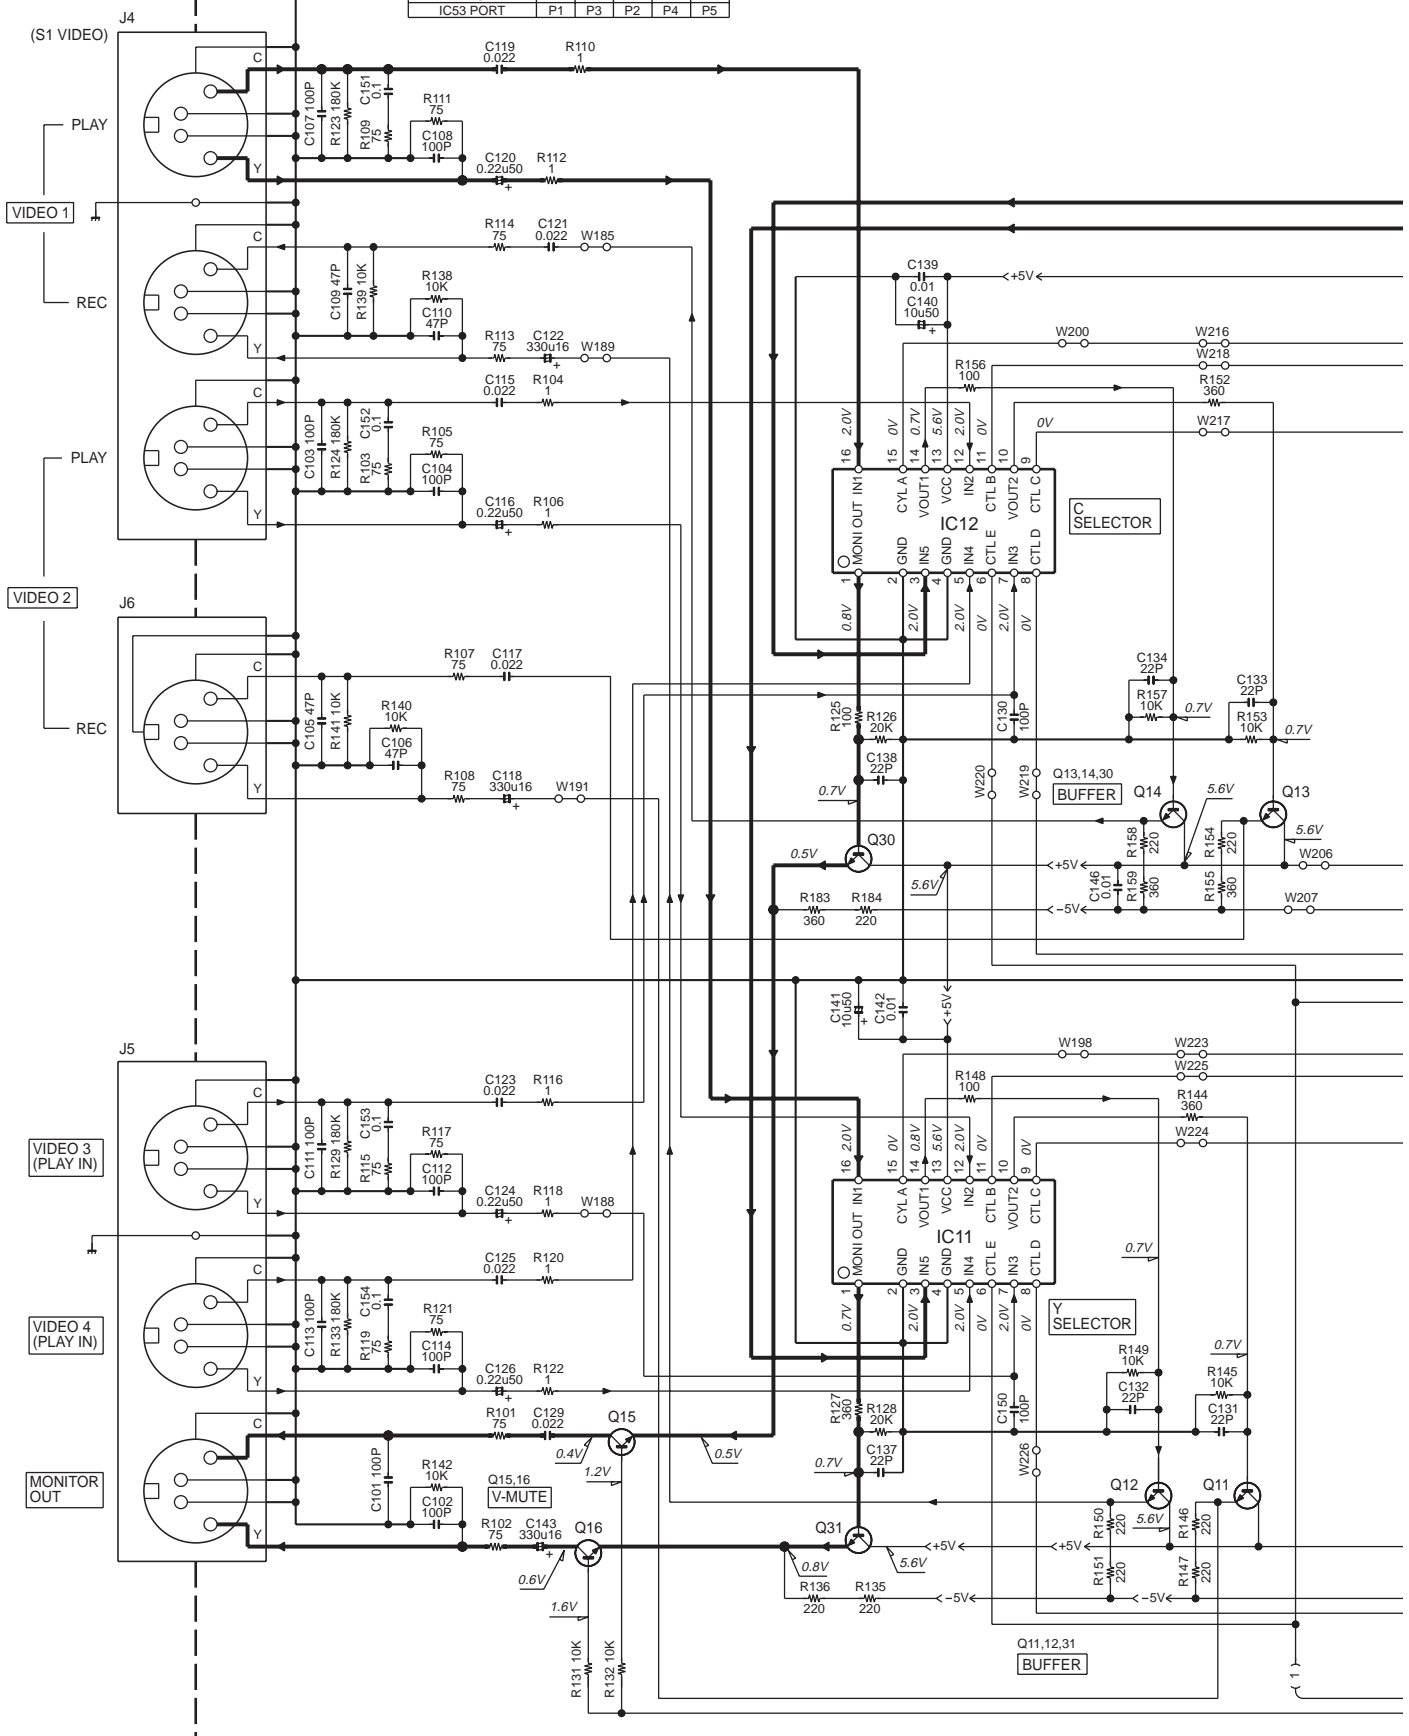 IC53 PORT P1 P3 P2 P4 P5
J4
(S1 VIDEO)
C
C119
0.022
R110
1
C107 100P
R123 180K
C151
0.1
R109
75
R111
75
C108
100P
PLAY
Y
C120
0.22u50
+
R112
1
VIDEO 1
C
R114
75
C121
0.022
W185
C109 47P
R139 10K
R138
10K
C110
47P
REC
Y
R113
75
C122
330u16
+
W189
C
C115
0.022
R104
1
C103 100P
R124 180K
C152
0.1
R103
75
R105
75
C104
100P
PLAY
Y
C116
0.22u50
+
R106
1
VIDEO 2
J6
C
R107
75
C117
0.022
C105 47P
R141 10K
R140
10K
C106
47P
REC
Y
R108
75
C118
330u16
+
W191
C139
0.01
C140
10u50
+
+5V
W200
W216
W218
R156
100
R152
360
W217
0V
2.0V
0V
0.7V
5.6V
2.0V
0V
16 15 14 13 12 11 10 9
IN1
CYL A
VOUT1
VCC
IN2
CTL B
VOUT2
CTL C
IC12
MONI OUT
GND
IN5
GND
IN4
CTL E
IN3
CTL D
1 2 3 4 5 6 7 8
0.8V
2.0V
2.0V
0V
2.0V
0V
C
SELECTOR
R125
100
R126
20K
C138
22P
C130
100P
C134
22P
R157
10K
0.7V
C133
22P
R153
10K
0.7V
0.7V
W220
W219
Q13,14,30
BUFFER
Q14
5.6V
Q13
R158
220
R154
220
5.6V
Q30
0.5V
5.6V
+5V
W206
C146
0.01
R159
360
R155
360
R183
360
R184
220
−5V
W207
C141
10u50
+
C142
0.01
+5V
J5
C
C123
0.022
R116
1
C111 100P
R129 180K
C153
0.1
R115
75
R117
75
C112
100P
VIDEO 3
(PLAY IN)
Y
C124
0.22u50
+
R118
1
W188
C
C125
0.022
R120
1
C113 100P
R133 180K
C154
0.1
R119
75
R121
75
C114
100P
VIDEO 4
(PLAY IN)
Y
C126
0.22u50
+
R122
1
C
R101
75
C129
0.022
Q15
0.4V
0.5V
1.2V
C101 100P
R142
10K
C102
100P
MONITOR
OUT
Q15,16
V-MUTE
Y
R102
75
C143
330u16
+
Q16
0.6V
1.6V
R131 10K
R132 10K
W198
W223
W225
R148
100
R144
360
W224
2.0V
0V
0.8V
5.6V
2.0V
0V
0V
16 15 14 13 12 11 10 9
IN1
CYL A
VOUT1
VCC
IN2
CTL B
VOUT2
CTL C
IC11
MONI OUT
GND
IN5
GND
IN4
CTL E
IN3
CTL D
1 2 3 4 5 6 7 8
0.7V
2.0V
2.0V
0V
2.0V
0V
Y
SELECTOR
0.7V
0.7V
R149
10K
C132
22P
R145
10K
C131
22P
R127
360
R128
20K
C137
22P
0.7V
C150
100P
W226
Q12
Q11
R150
220
5.6V
R146
220
Q31
0.8V
5.6V
+5V
+5V
R151
220
R147
220
R136
220
R135
220
−5V
−5V
Q11,12,31
BUFFER
1